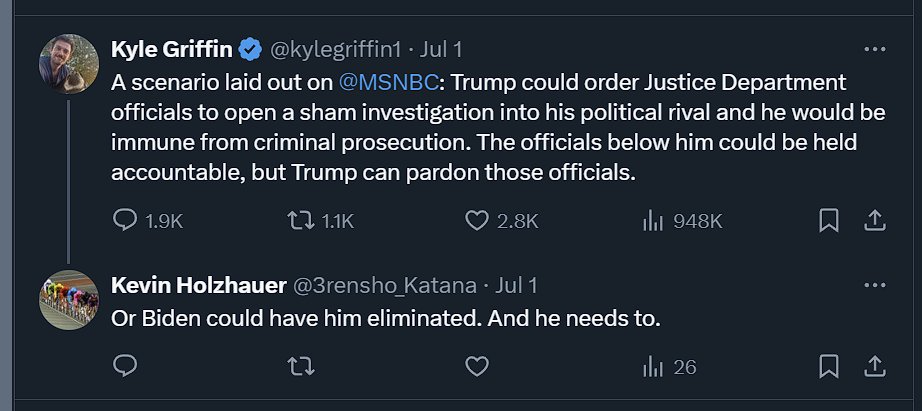 Kyle Griffin @kylegriffin1 · Jul 1
A scenario laid out on @MSNBC: Trump could order Justice Department
officials to open a sham investigation into his political rival and he would be
immune from criminal prosecution. The officials below him could be held
accountable, but Trump can pardon those officials.
1.9K 1.1K 2.8K 948K
Kevin Holzhauer @3rensho_Katana · Jul 1
Or Biden could have him eliminated. And he needs to.
26